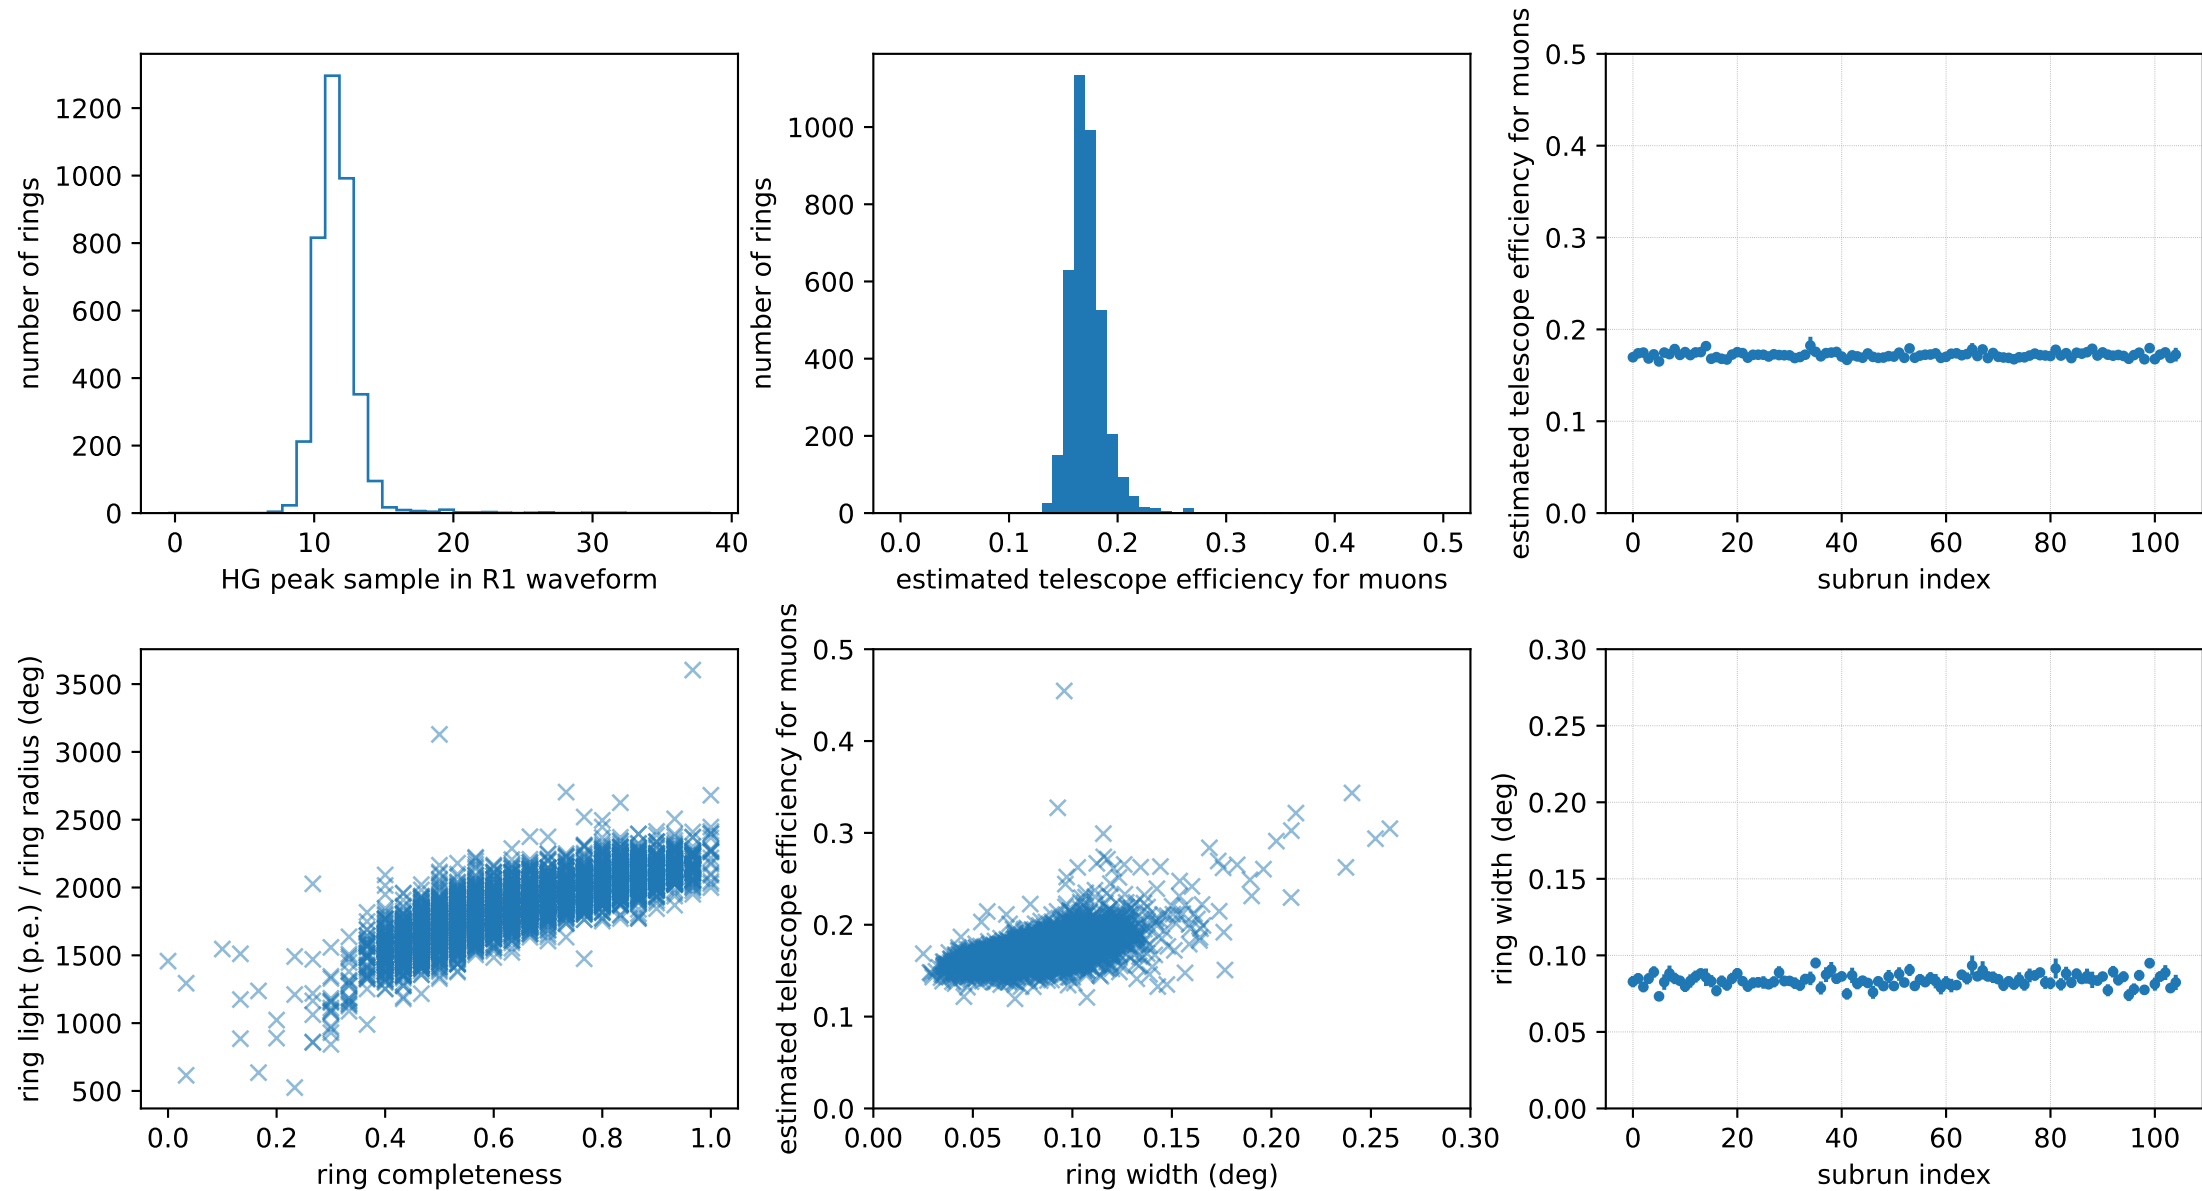 number of rings
1200
1000
800
600
400
200
0
0 10 20 30 40
HG peak sample in R1 waveform
number of rings
1000
800
600
400
200
0
0.0 0.1 0.2 0.3 0.4 0.5
estimated telescope efficiency for muons
estimated telescope efficiency for muons
0.5
0.4
0.3
0.2
0.1
0.0
0 20 40 60 80 100
subrun index
ring light (p.e.) / ring radius (deg)
3500
3000
2500
2000
1500
1000
500
0.0 0.2 0.4 0.6 0.8 1.0
ring completeness
estimated telescope efficiency for muons
0.5
0.4
0.3
0.2
0.1
0.0
0.00 0.05 0.10 0.15 0.20 0.25 0.30
ring width (deg)
ring width (deg)
0.30
0.25
0.20
0.15
0.10
0.05
0.00
0 20 40 60 80 100
subrun index